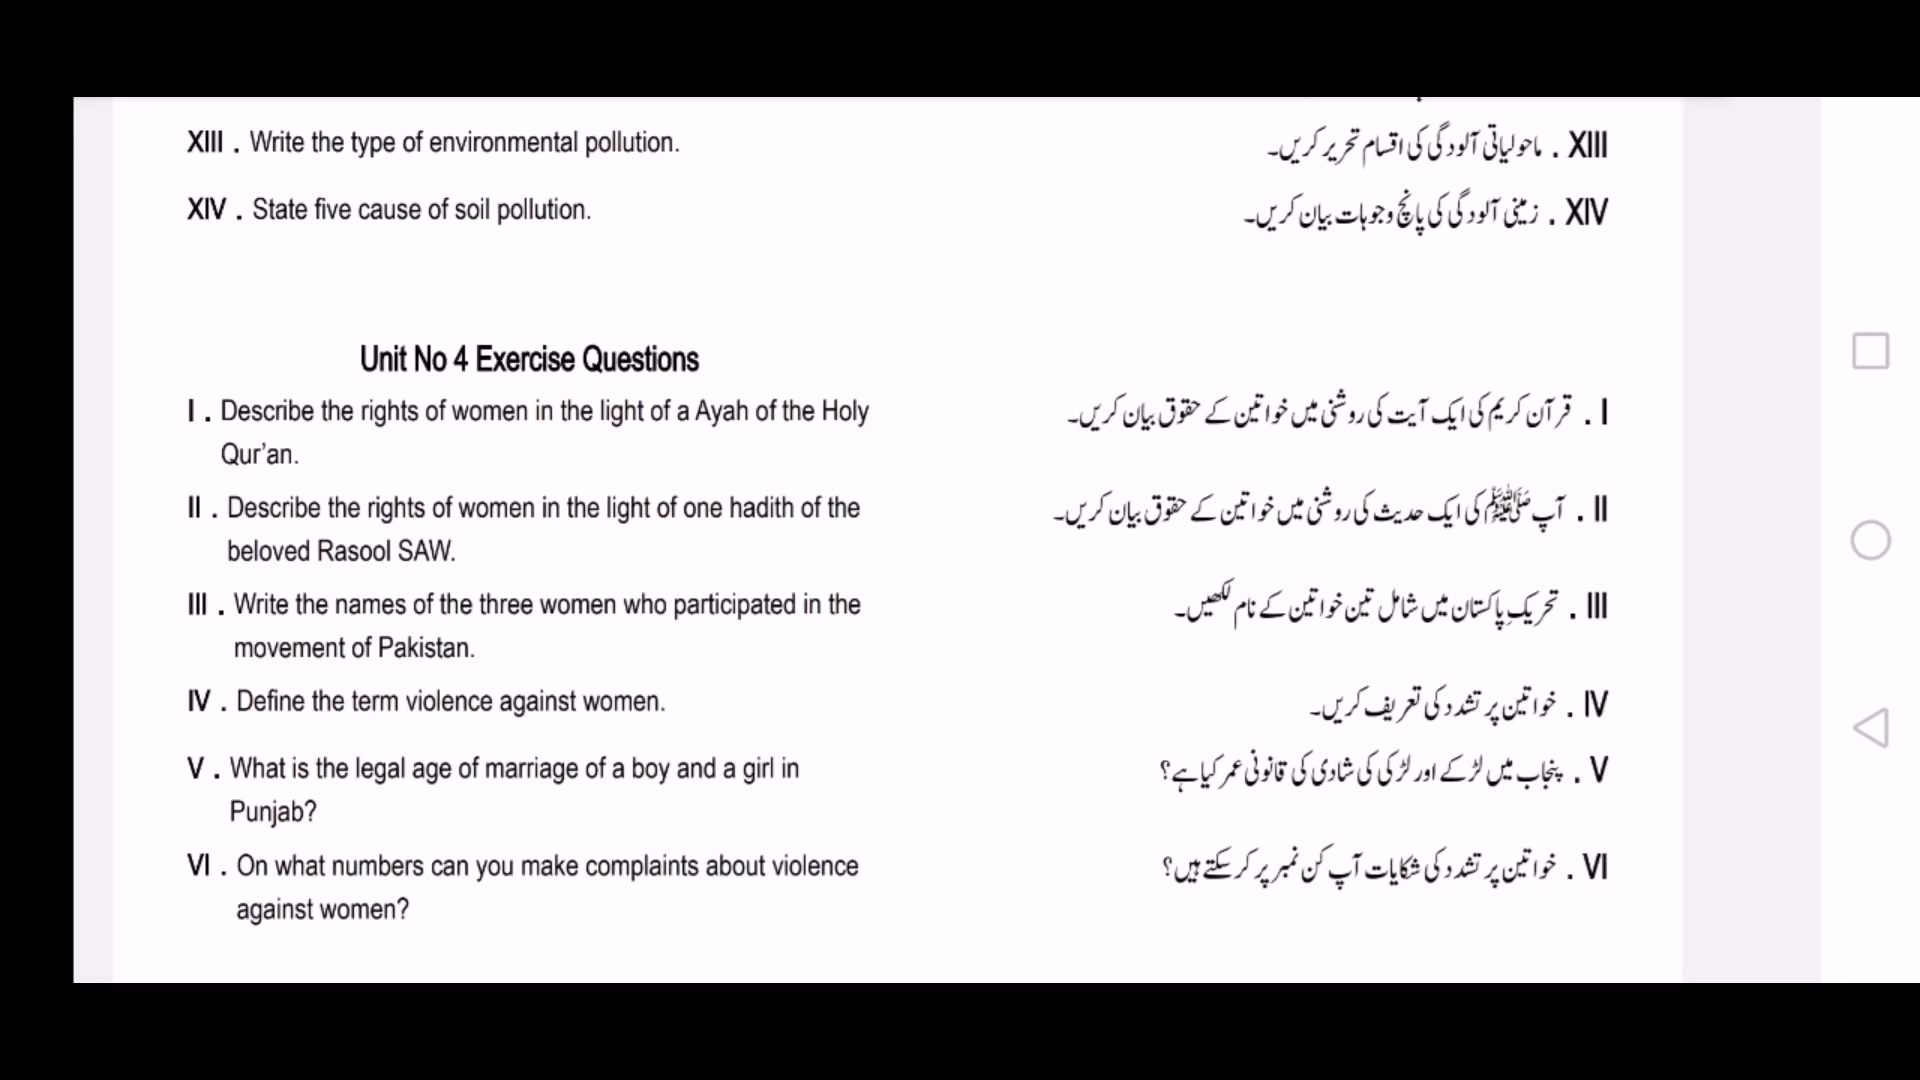 XIII . Write the type of environmental pollution.
XIII . ماحولیاتی آلودگی کی اقسام تحریر کریں۔
XIV . State five cause of soil pollution.
XIV . زمینی آلودگی کی پانچ وجوہات بیان کریں۔
Unit No 4 Exercise Questions
I . Describe the rights of women in the light of a Ayah of the Holy
Qur’an.
I . قرآن کریم کی ایک آیت کی روشنی میں خواتین کے حقوق بیان کریں۔
II . Describe the rights of women in the light of one hadith of the
beloved Rasool SAW.
II . آپ ﷺ کی ایک حدیث کی روشنی میں خواتین کے حقوق بیان کریں۔
III . Write the names of the three women who participated in the
movement of Pakistan.
III . تحریکِ پاکستان میں شامل تین خواتین کے نام لکھیں۔
IV . Define the term violence against women.
IV . خواتین پر تشدد کی تعریف کریں۔
V . What is the legal age of marriage of a boy and a girl in
Punjab?
V . پنجاب میں لڑکے اور لڑکی کی شادی کی قانونی عمر کیا ہے؟
VI . On what numbers can you make complaints about violence
against women?
VI . خواتین پر تشدد کی شکایات آپ کن نمبر پر کر سکتے ہیں؟